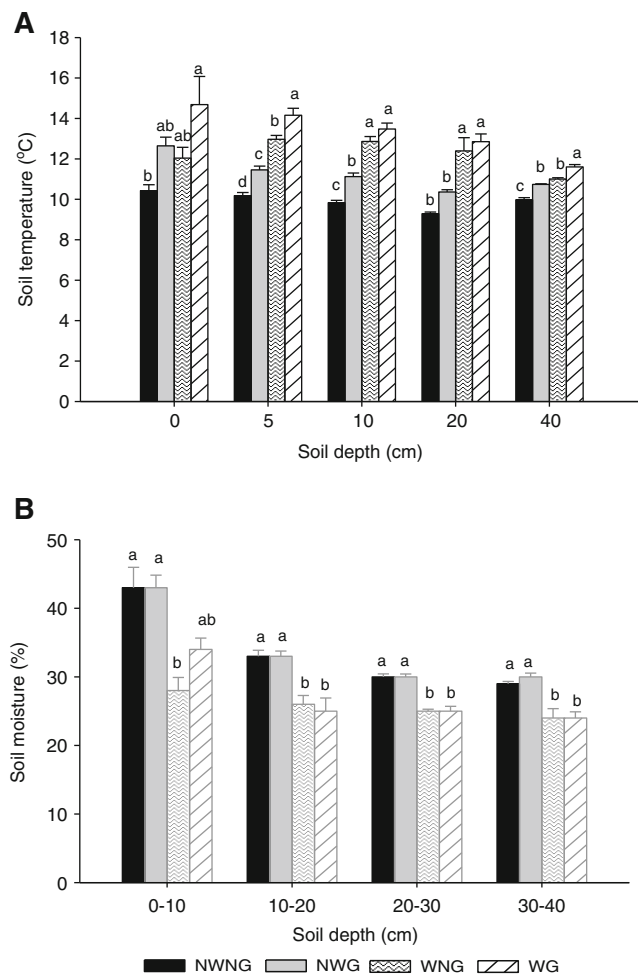 A
18
16
14
12
10
8
6
4
2
0
Soil temperature (°C)
b ab ab a
d c b a
c b a a
b b a a
c b b a
0 5 10 20 40
Soil depth (cm)
B
50
40
30
20
10
0
Soil moisture (%)
a a b ab
a a b b
a a b b
a a b b
0-10 10-20 20-30 30-40
Soil depth (cm)
NWNG NWG WNG WG